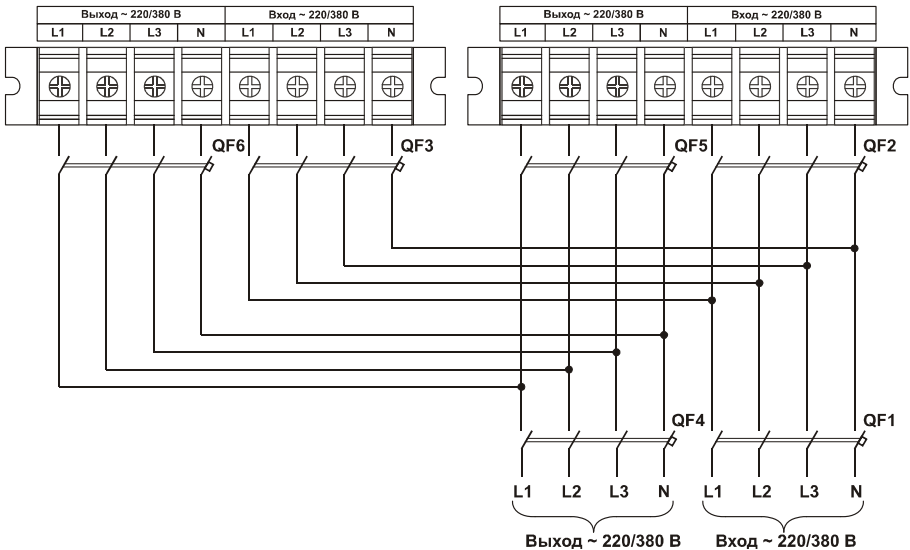 Выход ~ 220/380 В Вход ~ 220/380 В Выход ~ 220/380 В Вход ~ 220/380 В
L1 L2 L3 N L1 L2 L3 N L1 L2 L3 N L1 L2 L3 N
QF6 QF3 QF5 QF2
QF4 QF1
L1 L2 L3 N L1 L2 L3 N
Выход ~ 220/380 В Вход ~ 220/380 В